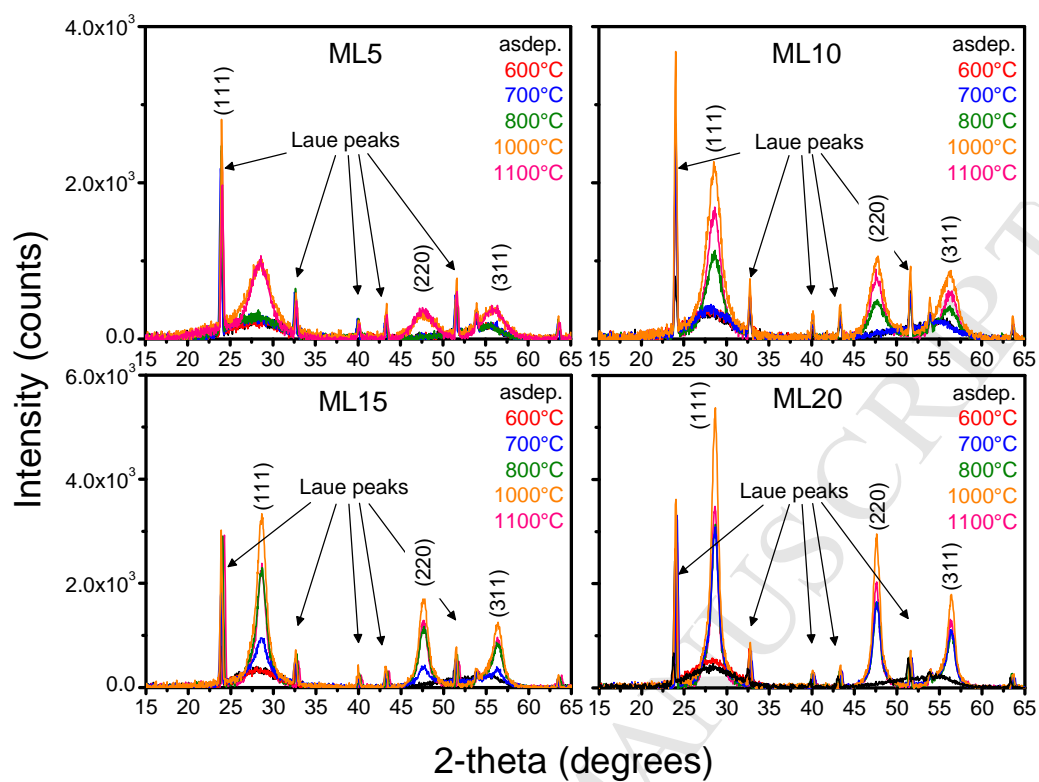 4.0x10³
2.0x10³
0.0
ML5
(111)
Laue peaks
(220)
(311)
asdep.
600°C
700°C
800°C
1000°C
1100°C
15 20 25 30 35 40 45 50 55 60 65
ML10
(111)
Laue peaks
(220)
(311)
asdep.
600°C
700°C
800°C
1000°C
1100°C
15 20 25 30 35 40 45 50 55 60 65
6.0x10³
4.0x10³
2.0x10³
0.0
ML15
(111)
Laue peaks
(220)
(311)
asdep.
600°C
700°C
800°C
1000°C
1100°C
15 20 25 30 35 40 45 50 55 60 65
ML20
(111)
Laue peaks
(220)
(311)
asdep.
600°C
700°C
800°C
1000°C
1100°C
15 20 25 30 35 40 45 50 55 60 65
Intensity (counts)
2-theta (degrees)